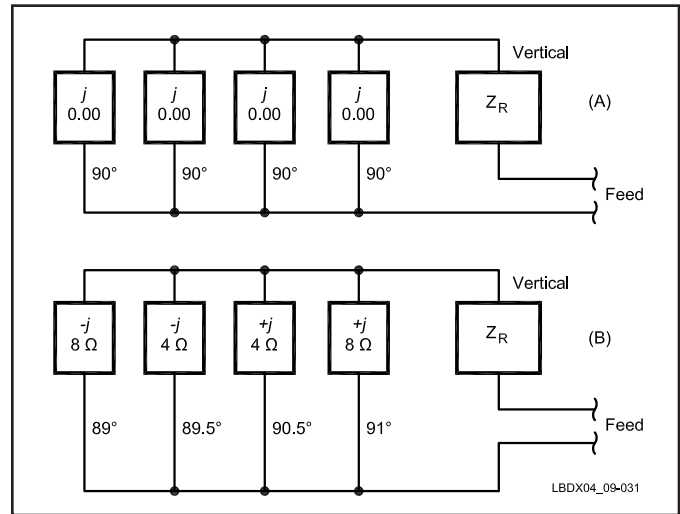 Vertical
j j j j
0.00 0.00 0.00 0.00
Z_R
(A)
90° 90° 90° 90°
Feed
Vertical
-j -j +j +j
8 Ω 4 Ω 4 Ω 8 Ω
Z_R
(B)
89° 89.5° 90.5° 91°
Feed
LBDX04_09-031